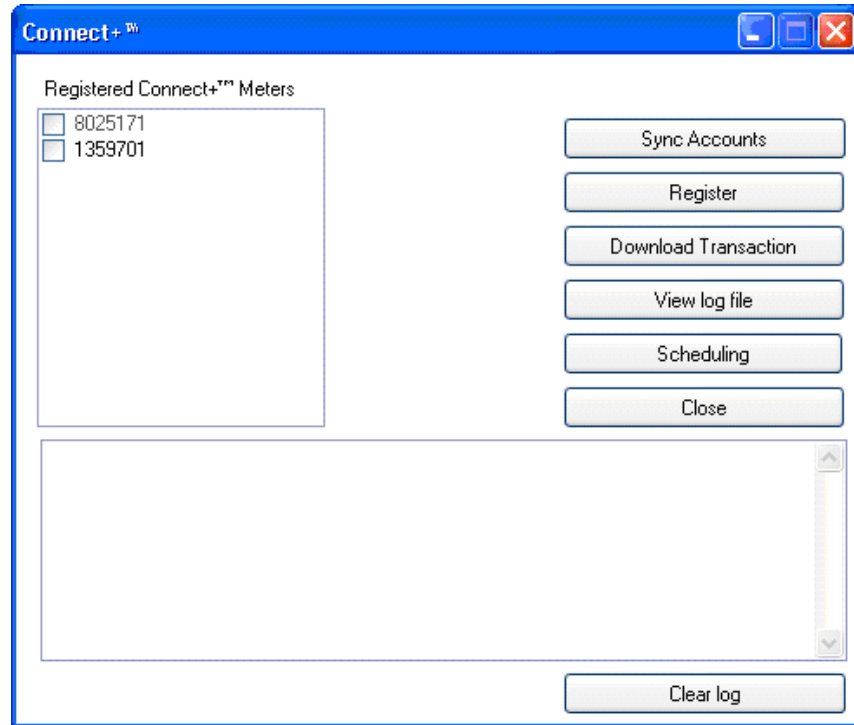 Connect+™
Registered Connect+™ Meters
8025171
1359701
Sync Accounts
Register
Download Transaction
View log file
Scheduling
Close
Clear log